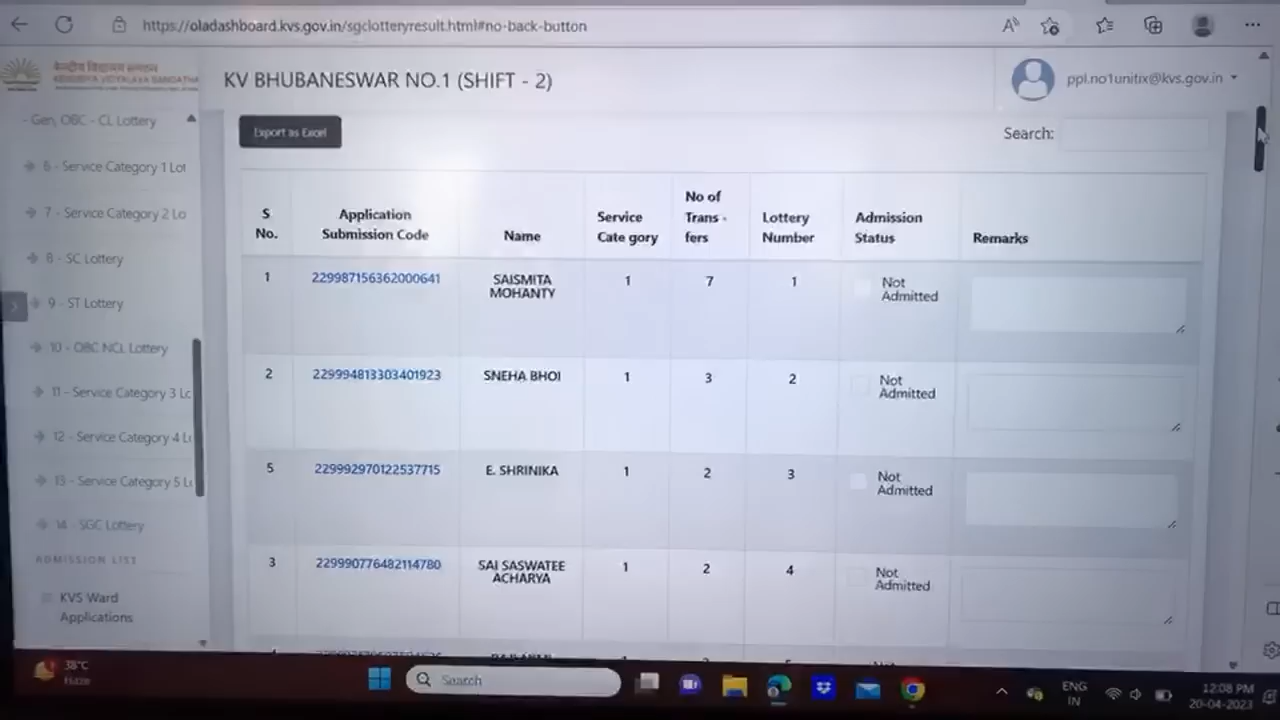 https://oladashboard.kvs.gov.in/sgclotteryresult.html#no-back-button
केन्द्रीय विद्यालय संगठन
KENDRIYA VIDYALAYA SANGATHA
KV BHUBANESWAR NO.1 (SHIFT - 2)
ppl.no1unitix@kvs.gov.in
- Gen, OBC - CL Lottery
6 - Service Category 1 Lot
7 - Service Category 2 Lo
8 - SC Lottery
9 - ST Lottery
10 - OBC NCL Lottery
11 - Service Category 3 Lc
12 - Service Category 4 Lo
13 - Service Category 5 Lo
14 - SGC Lottery
ADMISSION LIST
KVS Ward
Applications
Export as Excel
Search:
S No. Application Submission Code Name Service Cate gory No of Trans - fers Lottery Number Admission Status Remarks
1 229987156362000641 SAISMITA MOHANTY 1 7 1 Not Admitted
2 229994813303401923 SNEHA BHOI 1 3 2 Not Admitted
5 229992970122537715 E. SHRINIKA 1 2 3 Not Admitted
3 229990776482114780 SAI SASWATEE ACHARYA 1 2 4 Not Admitted
38°C
Haze
Search
ENG
IN
12:08 PM
20-04-2023